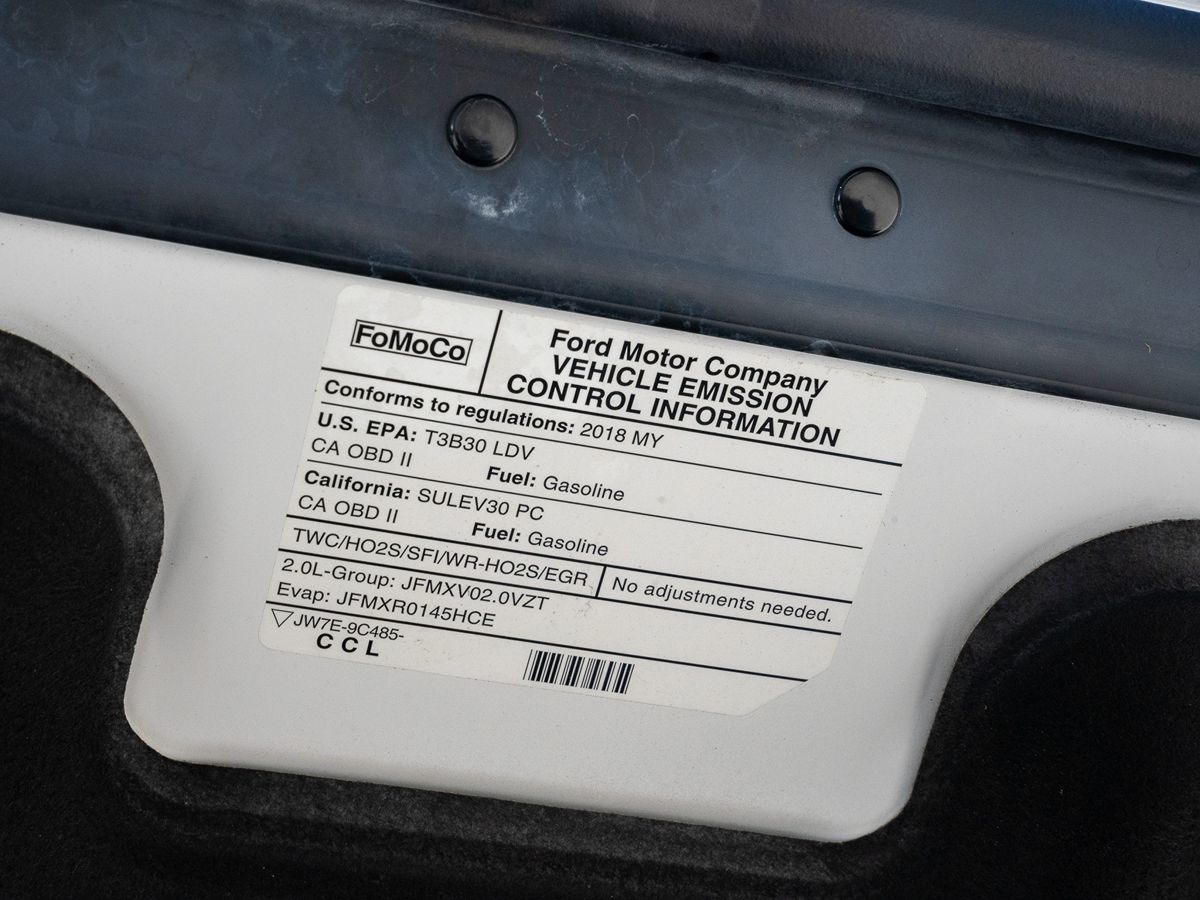 FoMoCo
Ford Motor Company
VEHICLE EMISSION
CONTROL INFORMATION
Conforms to regulations: 2018 MY
U.S. EPA: T3B30 LDV
CA OBD II Fuel: Gasoline
California: SULEV30 PC
CA OBD II Fuel: Gasoline
TWC/HO2S/SFI/WR-HO2S/EGR No adjustments needed.
2.0L-Group: JFMXV02.0VZT
Evap: JFMXR0145HCE
JW7E-9C485-
C C L